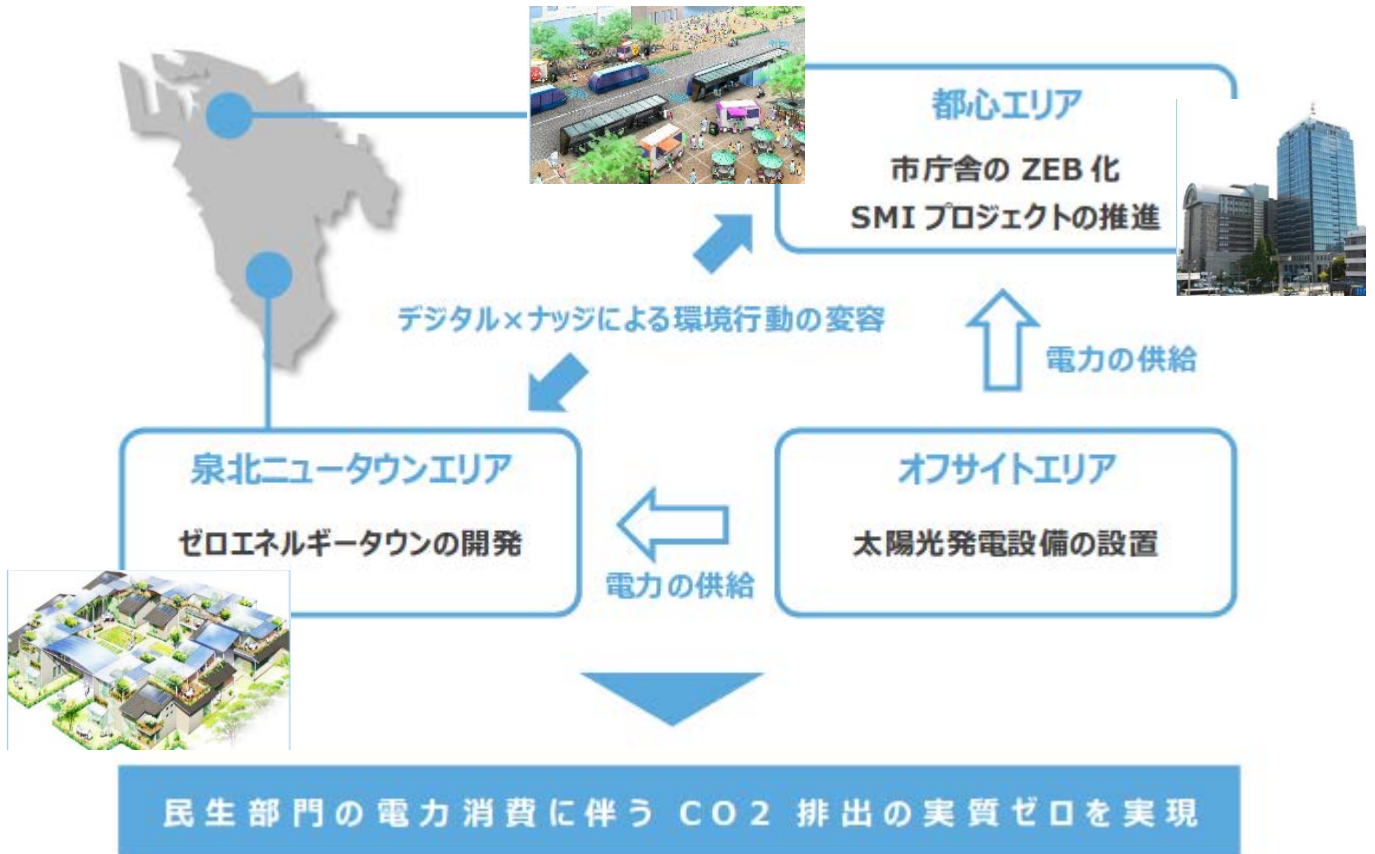 都心エリア
市庁舎の ZEB 化
SMI プロジェクトの推進
デジタル×ナッジによる環境行動の変容
電力の供給
泉北ニュータウンエリア
ゼロエネルギータウンの開発
電力の供給
オフサイトエリア
太陽光発電設備の設置
民生部門の電力消費に伴う CO2 排出の実質ゼロを実現